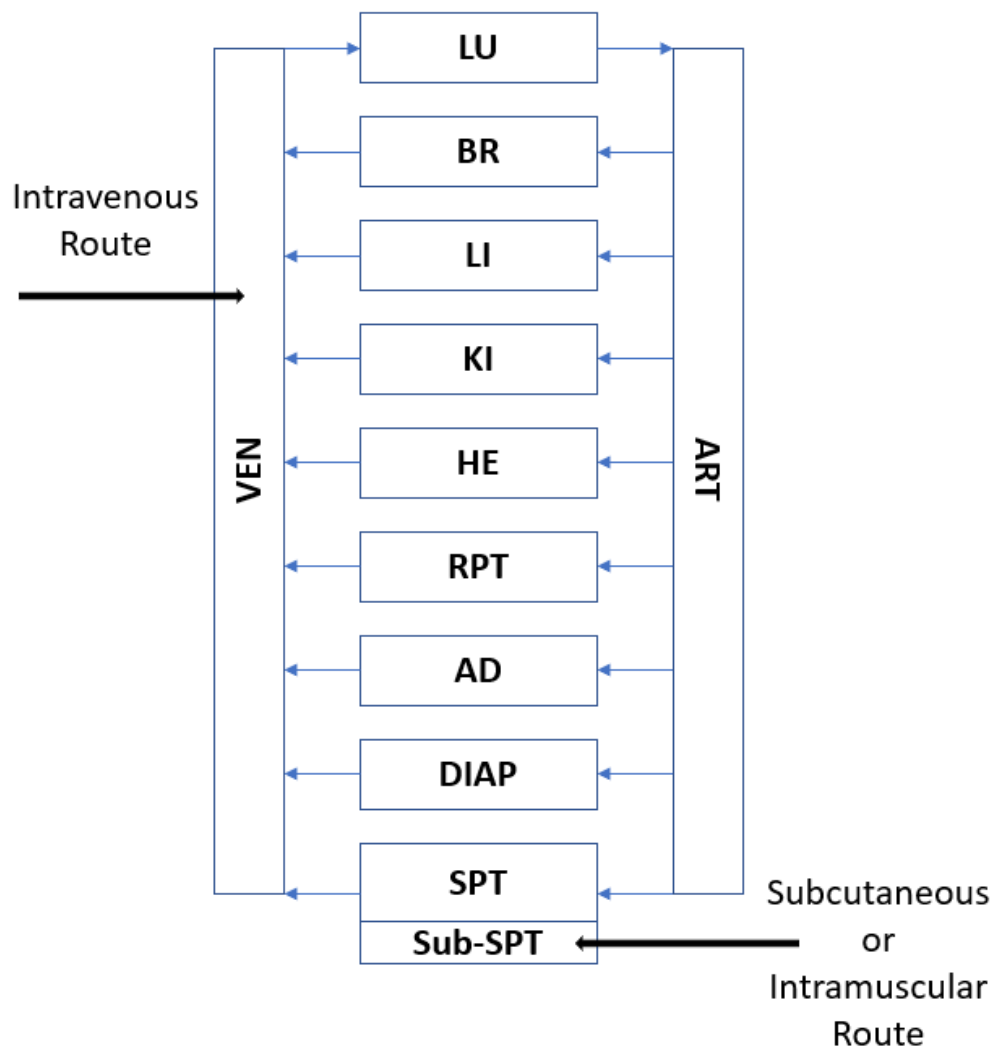 LU
BR
Intravenous
Route
LI
KI
VEN
HE
ART
RPT
AD
DIAP
SPT
Sub-SPT
Subcutaneous
or
Intramuscular
Route